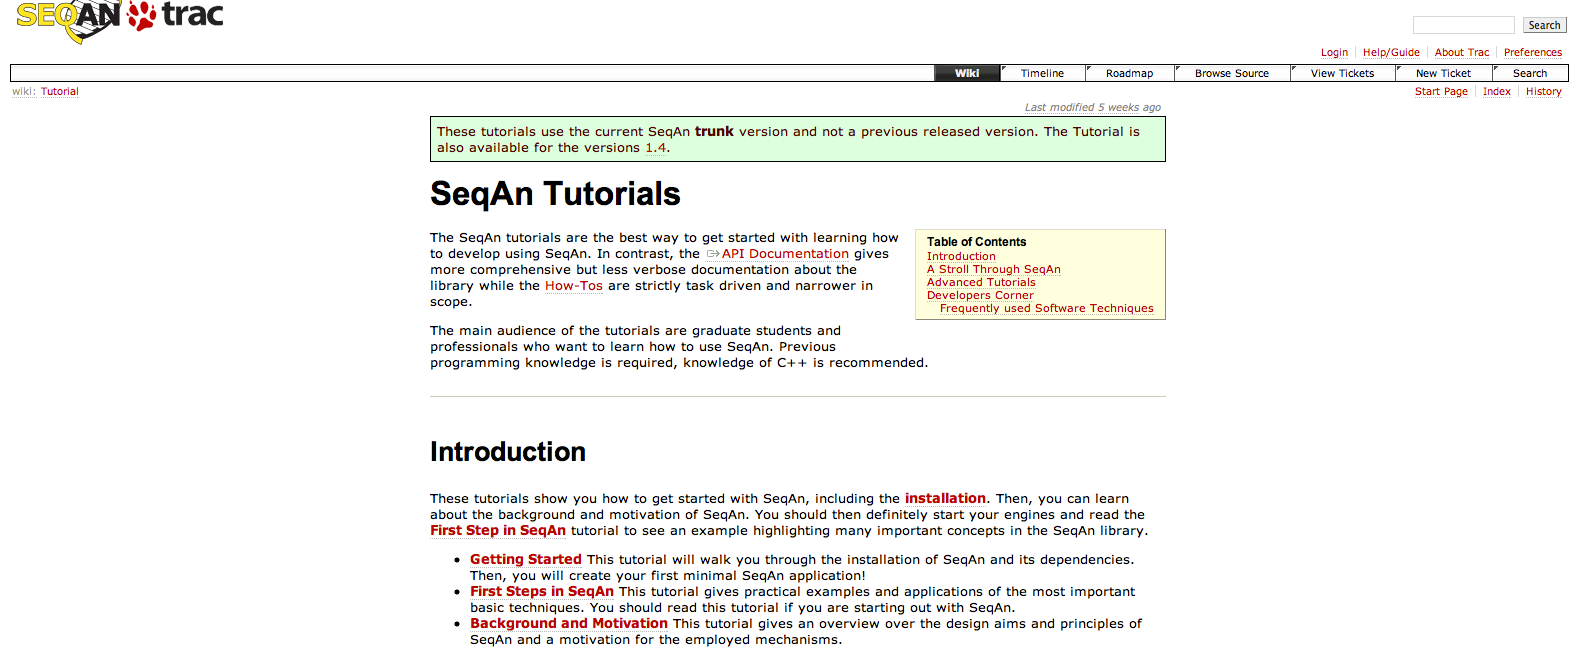 SEQAN trac
Search
Login Help/Guide About Trac Preferences
Wiki Timeline Roadmap Browse Source View Tickets New Ticket Search
wiki: Tutorial
Start Page Index History
Last modified 5 weeks ago
These tutorials use the current SeqAn trunk version and not a previous released version. The Tutorial is
also available for the versions 1.4.
SeqAn Tutorials
The SeqAn tutorials are the best way to get started with learning how
to develop using SeqAn. In contrast, the API Documentation gives
more comprehensive but less verbose documentation about the
library while the How-Tos are strictly task driven and narrower in
scope.
Table of Contents
Introduction
A Stroll Through SeqAn
Advanced Tutorials
Developers Corner
Frequently used Software Techniques
The main audience of the tutorials are graduate students and
professionals who want to learn how to use SeqAn. Previous
programming knowledge is required, knowledge of C++ is recommended.
Introduction
These tutorials show you how to get started with SeqAn, including the installation. Then, you can learn
about the background and motivation of SeqAn. You should then definitely start your engines and read the
First Step in SeqAn tutorial to see an example highlighting many important concepts in the SeqAn library.
• Getting Started This tutorial will walk you through the installation of SeqAn and its dependencies.
Then, you will create your first minimal SeqAn application!
• First Steps in SeqAn This tutorial gives practical examples and applications of the most important
basic techniques. You should read this tutorial if you are starting out with SeqAn.
• Background and Motivation This tutorial gives an overview over the design aims and principles of
SeqAn and a motivation for the employed mechanisms.